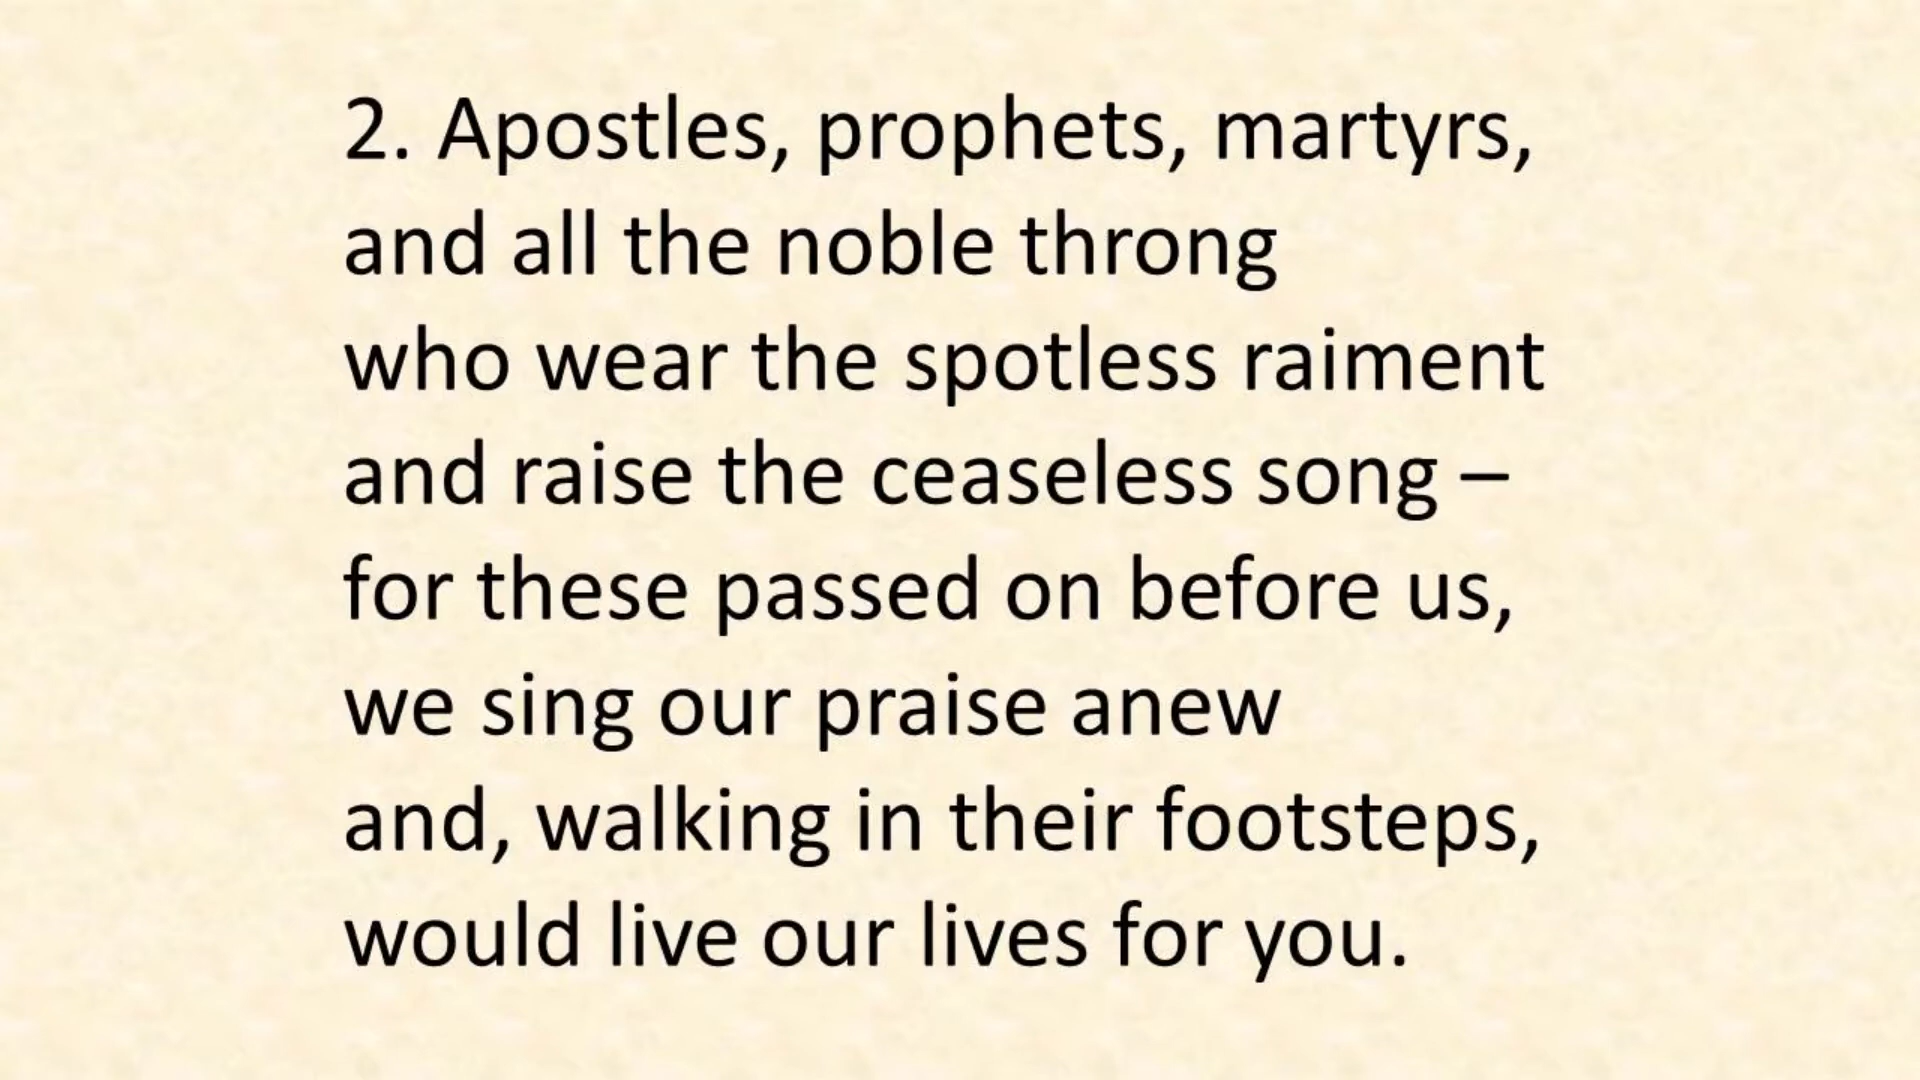 2. Apostles, prophets, martyrs,
and all the noble throng
who wear the spotless raiment
and raise the ceaseless song –
for these passed on before us,
we sing our praise anew
and, walking in their footsteps,
would live our lives for you.